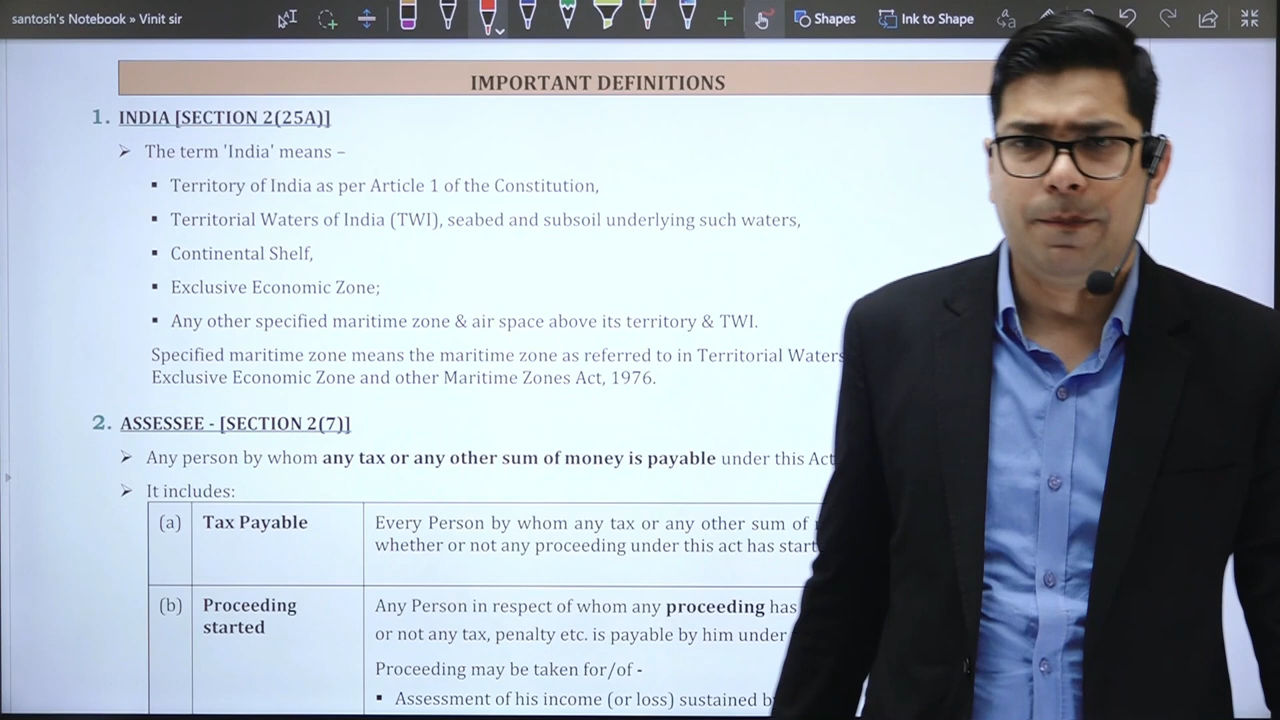 santosh's Notebook » Vinit sir
Shapes
Ink to Shape
IMPORTANT DEFINITIONS
1. INDIA [SECTION 2(25A)]
➢ The term 'India' means –
▪ Territory of India as per Article 1 of the Constitution,
▪ Territorial Waters of India (TWI), seabed and subsoil underlying such waters,
▪ Continental Shelf,
▪ Exclusive Economic Zone;
▪ Any other specified maritime zone & air space above its territory & TWI.
Specified maritime zone means the maritime zone as referred to in Territorial Waters
Exclusive Economic Zone and other Maritime Zones Act, 1976.
2. ASSESSEE - [SECTION 2(7)]
➢ Any person by whom any tax or any other sum of money is payable under this Act
➢ It includes:
(a) Tax Payable Every Person by whom any tax or any other sum of
whether or not any proceeding under this act has start
(b) Proceeding Any Person in respect of whom any proceeding has
started or not any tax, penalty etc. is payable by him under
Proceeding may be taken for/of -
▪ Assessment of his income (or loss) sustained b